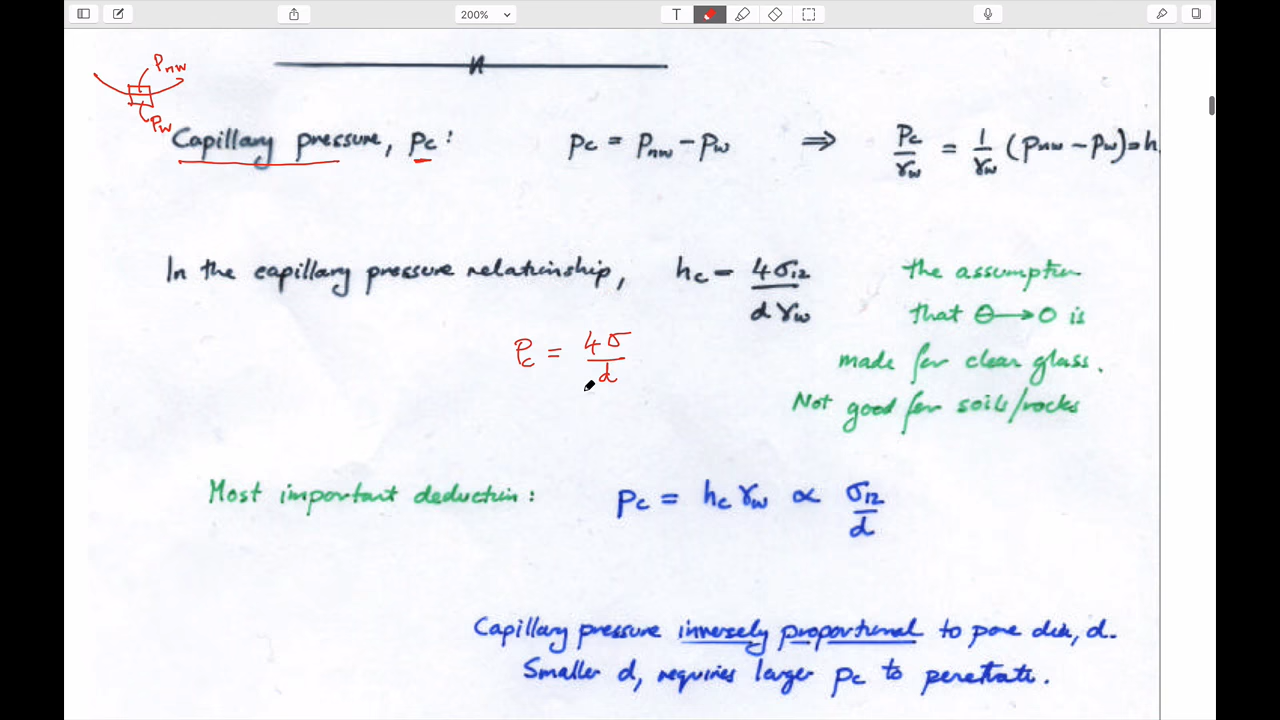 200%
T
Pnw
Pw
Capillary pressure, pc : pc = pnw - pw ⇒ pc/γw = 1/γw (pnw - pw) = h
In the capillary pressure relationship, hc = 4σ12/dγw
the assumption
that θ → 0 is
made for clear glass.
Not good for soils/rocks
Pc = 4σ/d
Most important deduction : pc = hc γw ∝ σ12/d
Capillary pressure inversely proportional to pore dia, d.
Smaller d, requires larger pc to penetrate.